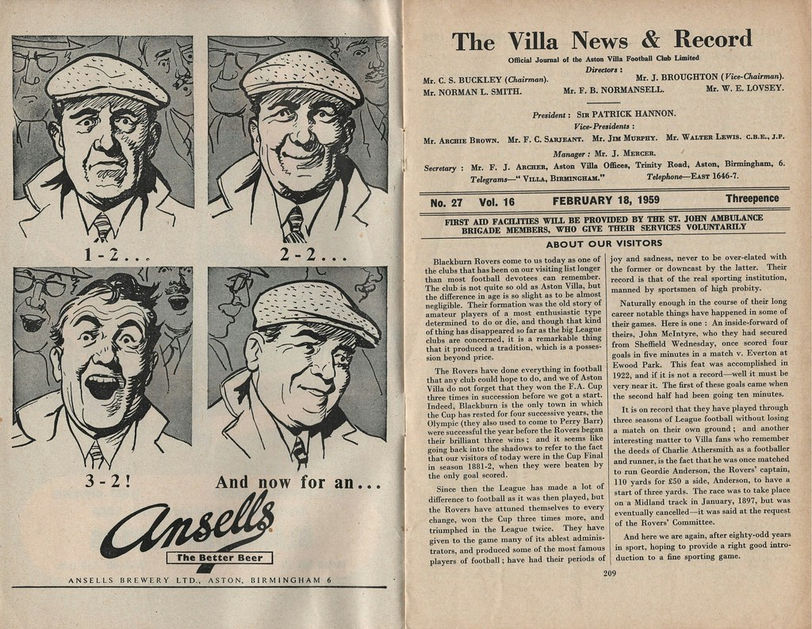 1-2...
2-2...
3-2!
And now for an...
Ansells
The Better Beer
ANSELLS BREWERY LTD., ASTON, BIRMINGHAM 6
The Villa News & Record
Official Journal of the Aston Villa Football Club Limited
Directors :
Mr. C. S. BUCKLEY (Chairman). Mr. J. BROUGHTON (Vice-Chairman).
Mr. NORMAN L. SMITH. Mr. F. B. NORMANSELL. Mr. W. E. LOVSEY.
President : SIR PATRICK HANNON.
Vice-Presidents :
Mr. ARCHIE BROWN. Mr. F. C. SARJEANT. Mr. JIM MURPHY. Mr. WALTER LEWIS. C.B.E., J.P.
Manager : Mr. J. MERCER.
Secretary : Mr. F. J. ARCHER, Aston Villa Offices, Trinity Road, Aston, Birmingham, 6.
Telegrams—" VILLA, BIRMINGHAM." Telephone—EAST 1646-7.
No. 27 Vol. 16 FEBRUARY 18, 1959 Threepence
FIRST AID FACILITIES WILL BE PROVIDED BY THE ST. JOHN AMBULANCE
BRIGADE MEMBERS, WHO GIVE THEIR SERVICES VOLUNTARILY
ABOUT OUR VISITORS
Blackburn Rovers come to us today as one of
the clubs that has been on our visiting list longer
than most football devotees can remember.
The club is not quite so old as Aston Villa, but
the difference in age is so slight as to be almost
negligible. Their formation was the old story of
amateur players of a most enthusiastic type
determined to do or die, and though that kind
of thing has disappeared so far as the big League
clubs are concerned, it is a remarkable thing
that it produced a tradition, which is a posses-
sion beyond price.
The Rovers have done everything in football
that any club could hope to do, and we of Aston
Villa do not forget that they won the F.A. Cup
three times in succession before we got a start.
Indeed, Blackburn is the only town in which
the Cup has rested for four successive years, the
Olympic (they also used to come to Perry Barr)
were successful the year before the Rovers began
their brilliant three wins ; and it seems like
going back into the shadows to refer to the fact
that our visitors of today were in the Cup Final
in season 1881-2, when they were beaten by
the only goal scored.
Since then the League has made a lot of
difference to football as it was then played, but
the Rovers have attuned themselves to every
change, won the Cup three times more, and
triumphed in the League twice. They have
given to the game many of its ablest adminis-
trators, and produced some of the most famous
players of football ; have had their periods of
joy and sadness, never to be over-elated with
the former or downcast by the latter. Their
record is that of the real sporting institution,
manned by sportsmen of high probity.
Naturally enough in the course of their long
career notable things have happened in some of
their games. Here is one : An inside-forward of
theirs, John McIntyre, who they had secured
from Sheffield Wednesday, once scored four
goals in five minutes in a match v. Everton at
Ewood Park. This feat was accomplished in
1922, and if it is not a record—well it must be
very near it. The first of these goals came when
the second half had been going ten minutes.
It is on record that they have played through
three seasons of League football without losing
a match on their own ground ; and another
interesting matter to Villa fans who remember
the deeds of Charlie Athersmith as a footballer
and runner, is the fact that he was once matched
to run Geordie Anderson, the Rovers' captain,
110 yards for £50 a side, Anderson, to have a
start of three yards. The race was to take place
on a Midland track in January, 1897, but was
eventually cancelled—it was said at the request
of the Rovers' Committee.
And here we are again, after eighty-odd years
in sport, hoping to provide a right good intro-
duction to a fine sporting game.
209